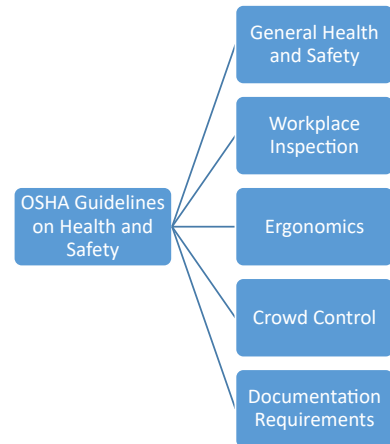 OSHA Guidelines
on Health and
Safety
General Health
and Safety
Workplace
Inspection
Ergonomics
Crowd Control
Documentation
Requirements